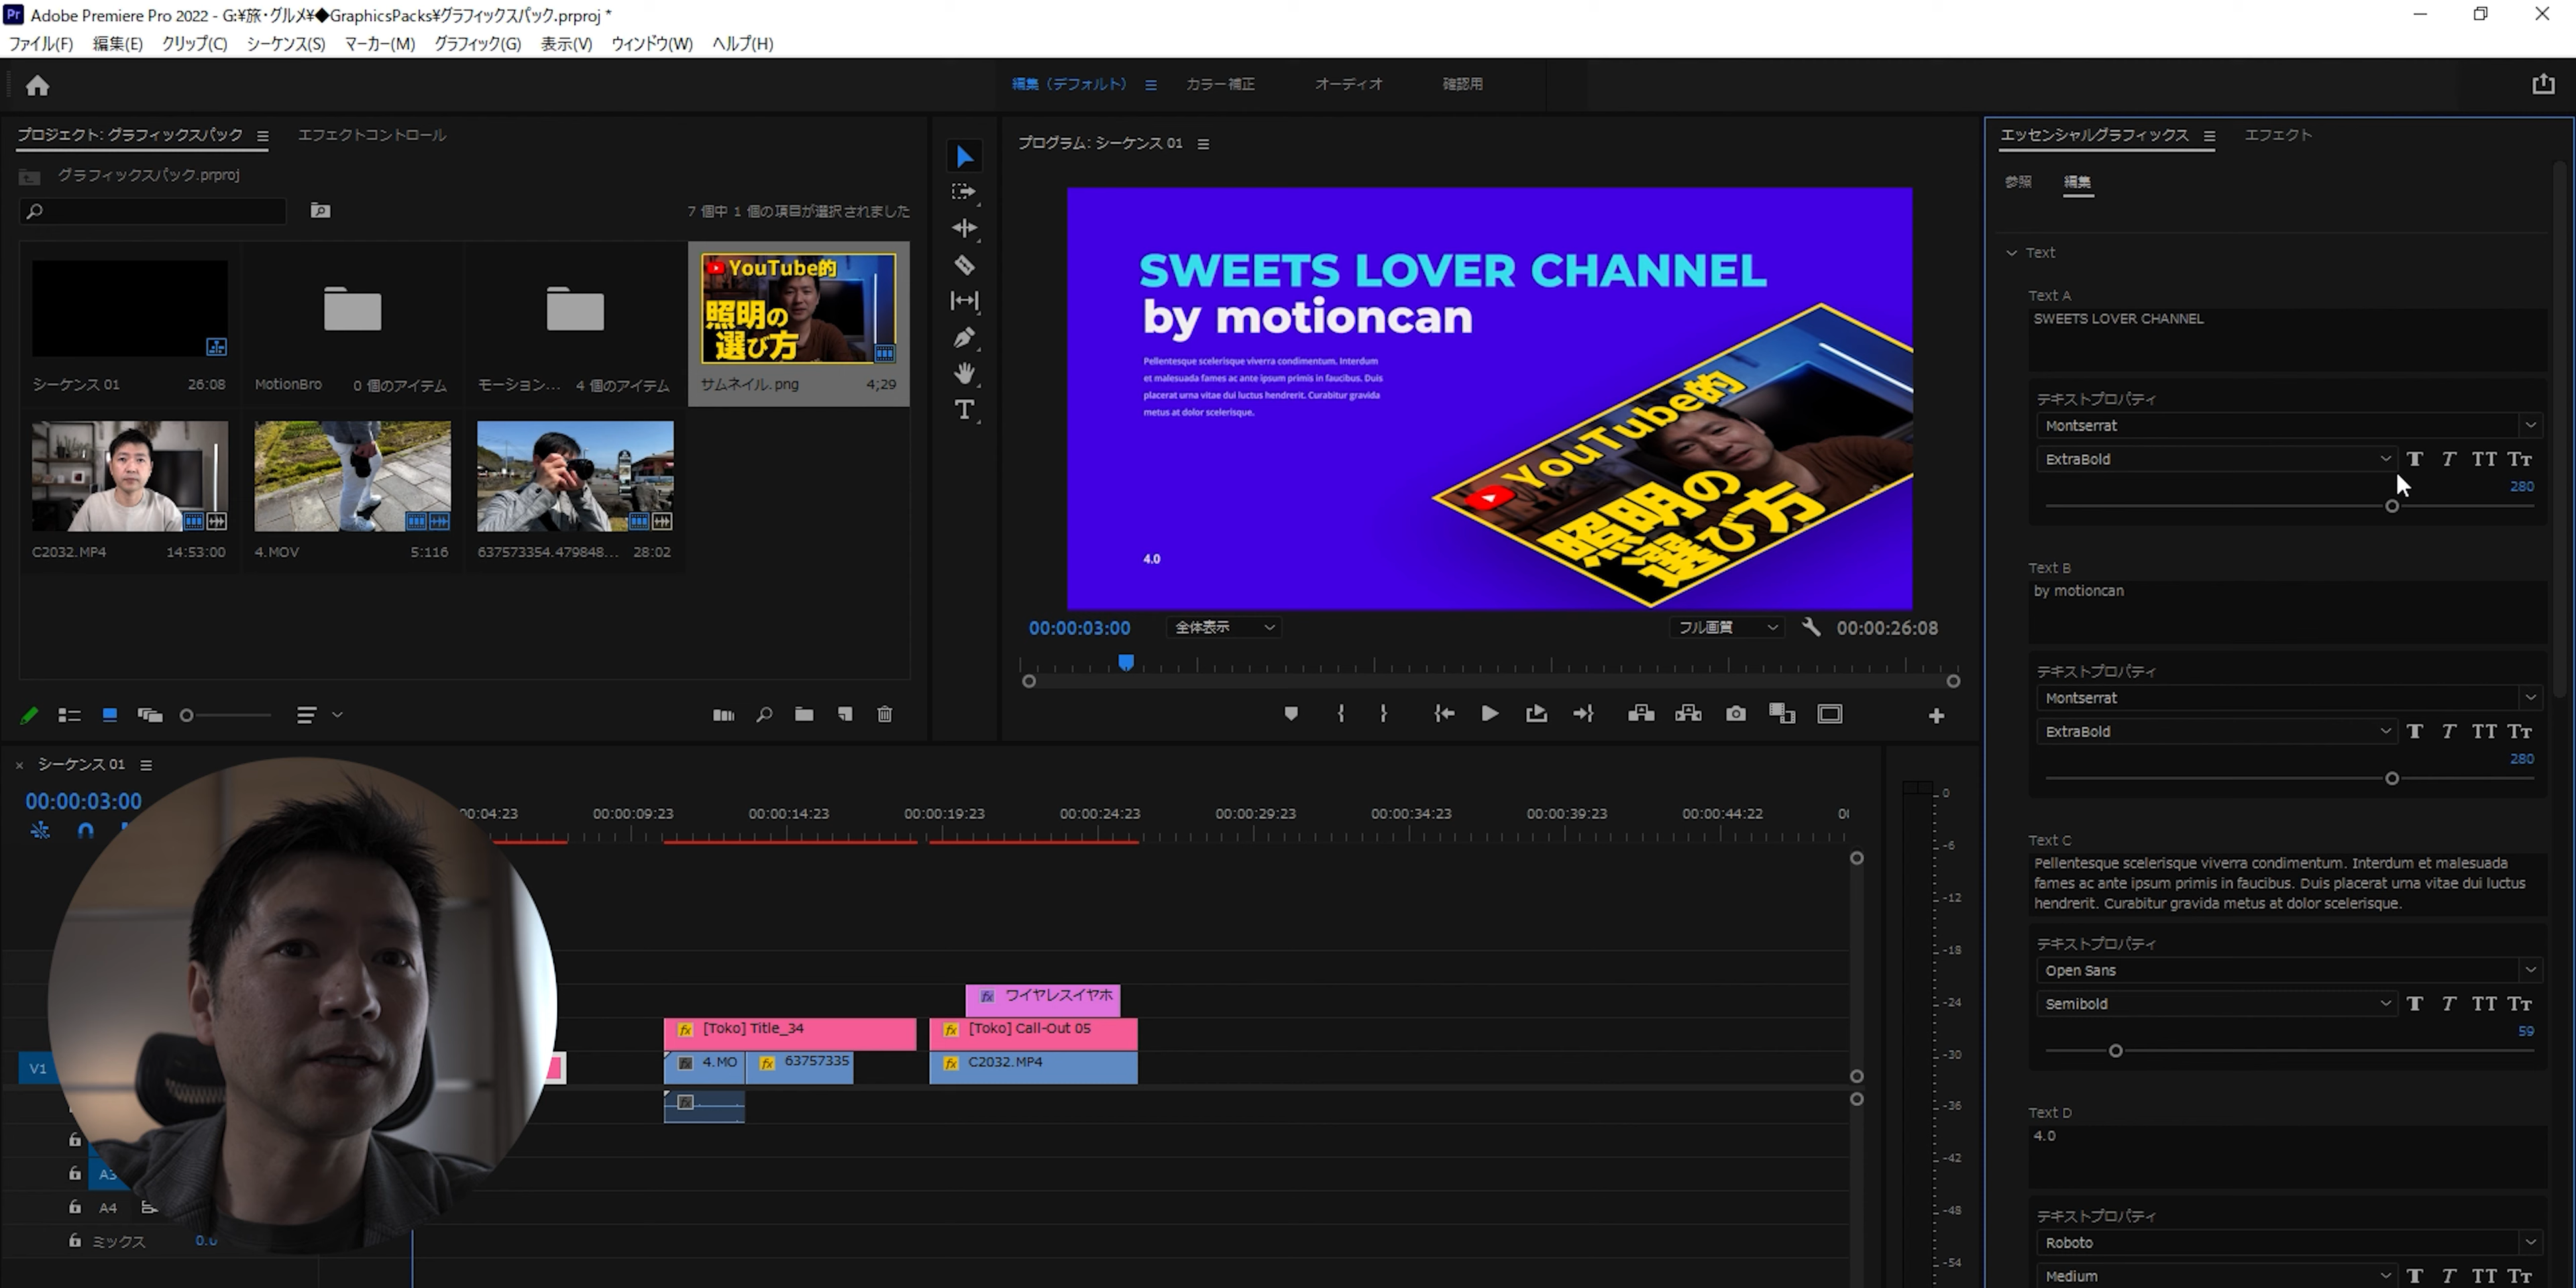 Adobe Premiere Pro 2022 - G:¥旅・グルメ¥◆GraphicsPacks¥グラフィックスパック.prproj *
ファイル(F) 編集(E) クリップ(C) シーケンス(S) マーカー(M) グラフィック(G) 表示(V) ウィンドウ(W) ヘルプ(H)
編集（デフォルト） カラー補正 オーディオ 確認用
プロジェクト: グラフィックスパック エフェクトコントロール
グラフィックスパック.prproj
7 個中 1 個の項目が選択されました
YouTube的
照明の
選び方
シーケンス 01 26:08
MotionBro 0 個のアイテム
モーション... 4 個のアイテム
サムネイル.png 4;29
C2032.MP4 14:53:00
4.MOV 5:116
637573354.479848... 28:02
プログラム: シーケンス 01
SWEETS LOVER CHANNEL
by motioncan
Pellentesque scelerisque viverra condimentum. Interdum
et malesuada fames ac ante ipsum primis in faucibus. Duis
placerat urna vitae dui luctus hendrerit. Curabitur gravida
metus at dolor scelerisque.
YouTube的
照明の
選び方
4.0
00:00:03:00 全体表示 フル画質 00:00:26:08
エッセンシャルグラフィックス エフェクト
参照 編集
Text
Text A
SWEETS LOVER CHANNEL
テキストプロパティ
Montserrat
ExtraBold
280
Text B
by motioncan
テキストプロパティ
Montserrat
ExtraBold
280
Text C
Pellentesque scelerisque viverra condimentum. Interdum et malesuada
fames ac ante ipsum primis in faucibus. Duis placerat urna vitae dui luctus
hendrerit. Curabitur gravida metus at dolor scelerisque.
テキストプロパティ
Open Sans
Semibold
59
Text D
4.0
テキストプロパティ
Roboto
Medium
シーケンス 01
00:00:03:00
00:04:23 00:00:09:23 00:00:14:23 00:00:19:23 00:00:24:23 00:00:29:23 00:00:34:23 00:00:39:23 00:00:44:22
ワイヤレスイヤホ
[Toko] Title_34 [Toko] Call-Out 05
V1 4.MO 63757335 C2032.MP4
A3
A4
ミックス 0.0
0
-6
-12
-18
-24
-30
-36
-42
-48
-54